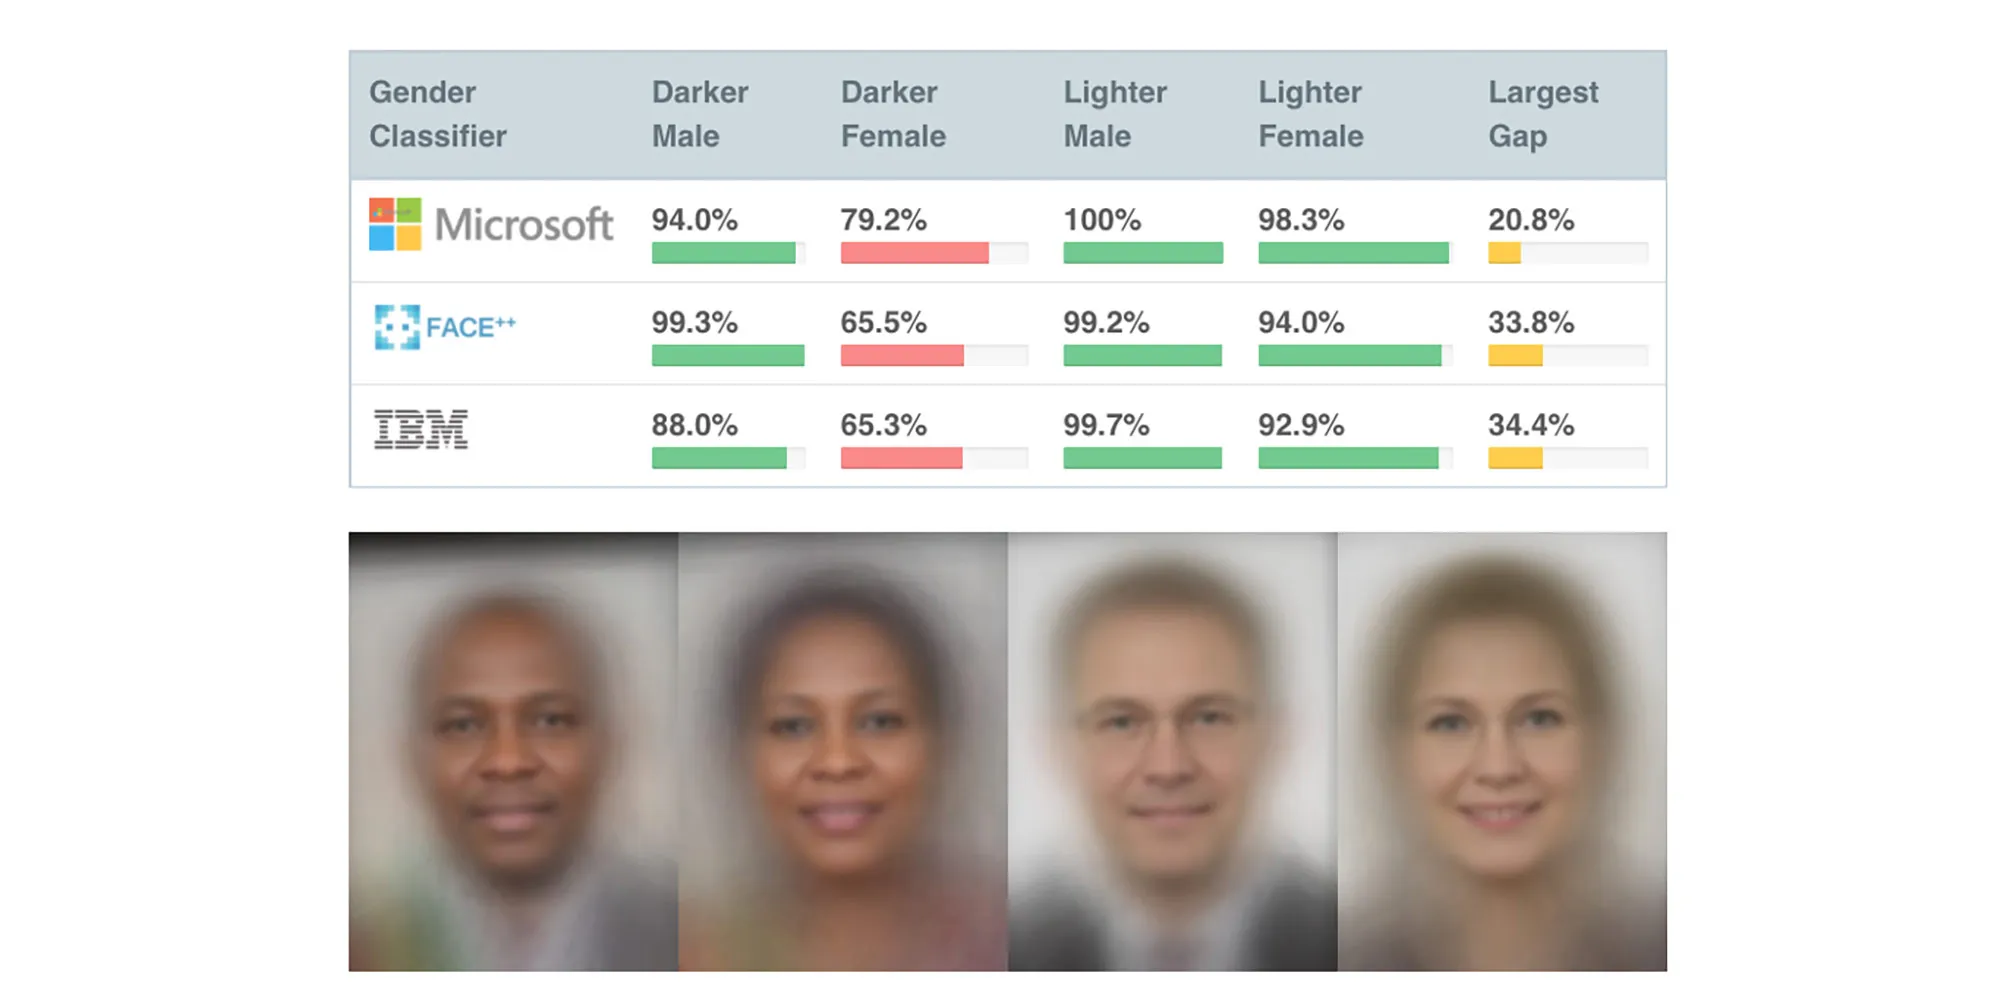 Gender Classifier Darker Male Darker Female Lighter Male Lighter Female Largest Gap
Microsoft 94.0% 79.2% 100% 98.3% 20.8%
FACE++ 99.3% 65.5% 99.2% 94.0% 33.8%
IBM 88.0% 65.3% 99.7% 92.9% 34.4%